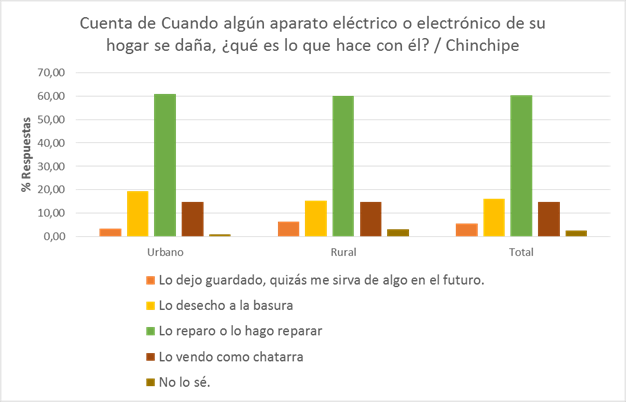 Cuenta de Cuando algún aparato eléctrico o electrónico de su
hogar se daña, ¿qué es lo que hace con él? / Chinchipe
70,00
60,00
50,00
40,00
30,00
20,00
10,00
0,00
% Respuestas
Urbano
Rural
Total
Lo dejo guardado, quizás me sirva de algo en el futuro.
Lo desecho a la basura
Lo reparo o lo hago reparar
Lo vendo como chatarra
No lo sé.